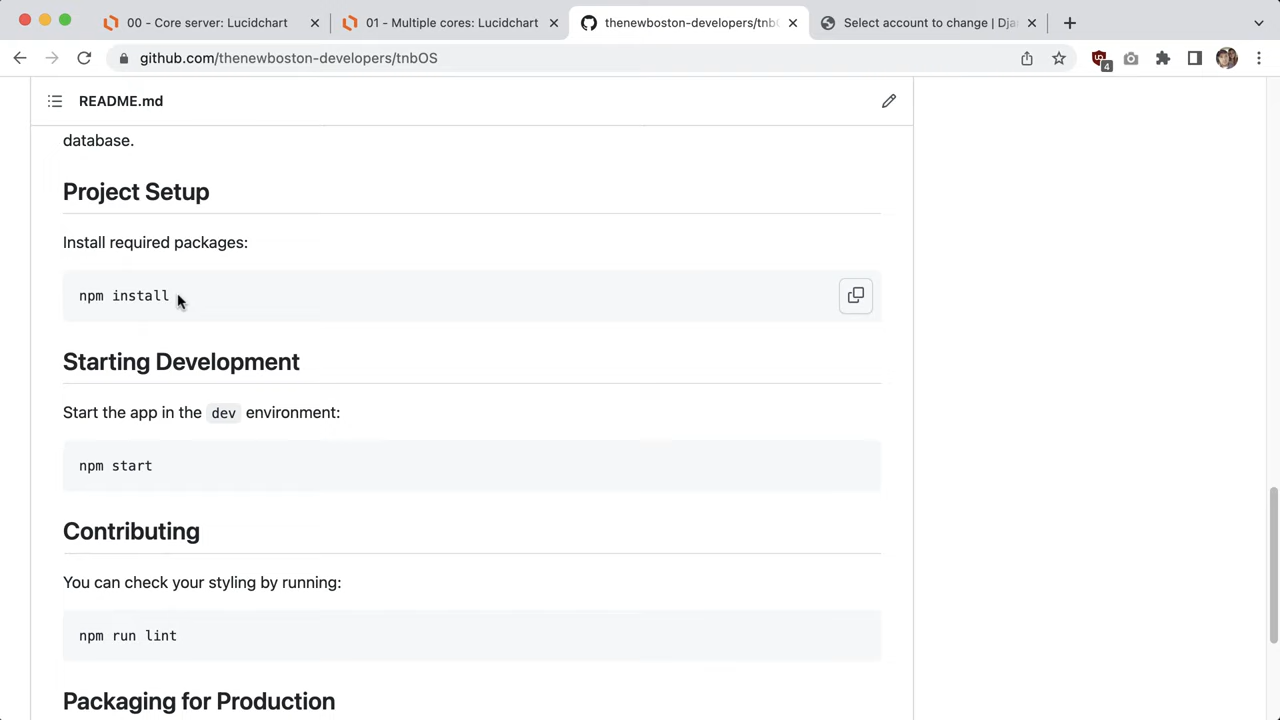 00 - Core server: Lucidchart
01 - Multiple cores: Lucidchart
thenewboston-developers/tnbO
Select account to change | Dja
github.com/thenewboston-developers/tnbOS
4
README.md
database.
Project Setup
Install required packages:
npm install
Starting Development
Start the app in the dev environment:
npm start
Contributing
You can check your styling by running:
npm run lint
Packaging for Production